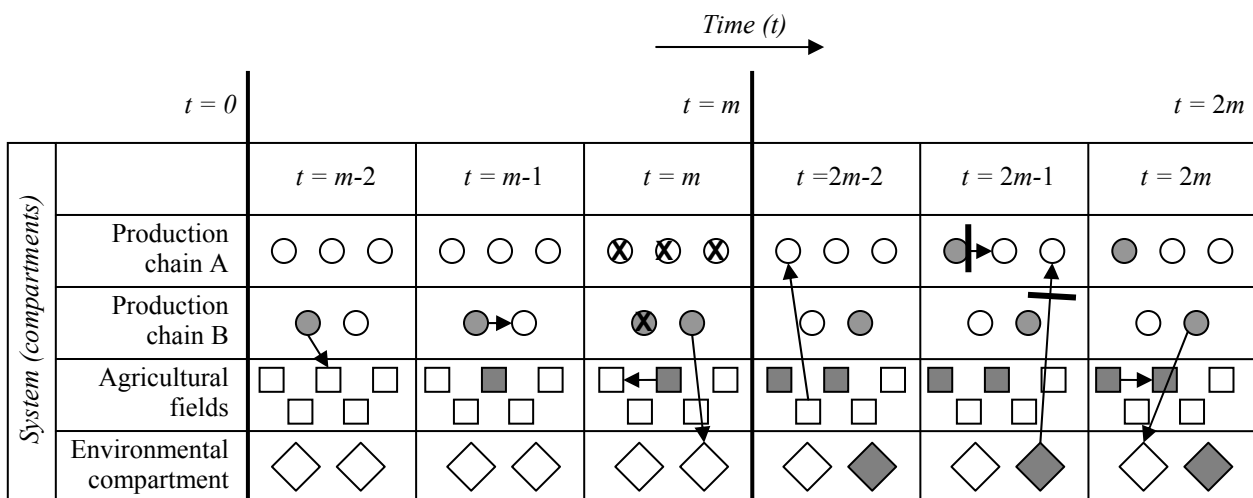 Time (t)
t = 0
t = m
t = 2m
System (compartments)
t = m-2
t = m-1
t = m
t =2m-2
t = 2m-1
t = 2m
Production
chain A
X X X
Production
chain B
X
Agricultural
fields
Environmental
compartment